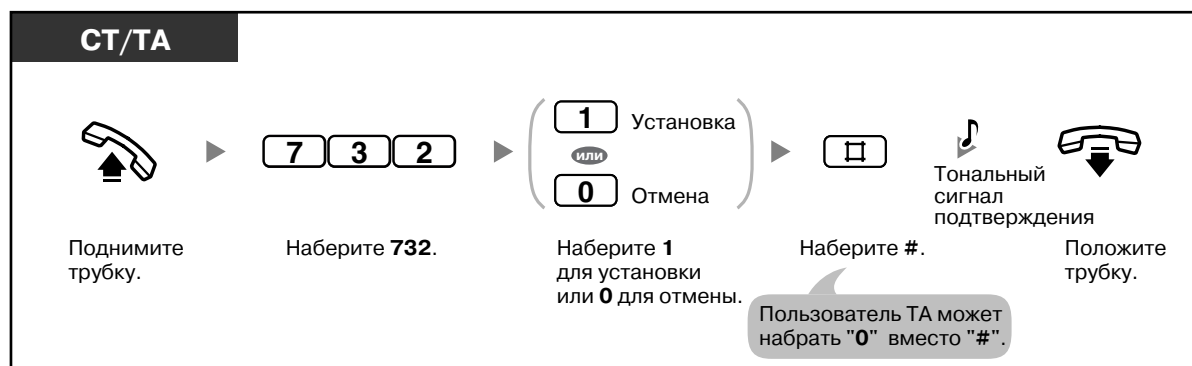 СТ/ТА
7 3 2
1 Установка
или
0 Отмена
Тональный
сигнал
подтверждения
Поднимите
трубку.
Наберите 732.
Наберите 1
для установки
или 0 для отмены.
Наберите #.
Положите
трубку.
Пользователь ТА может
набрать "0" вместо "#".